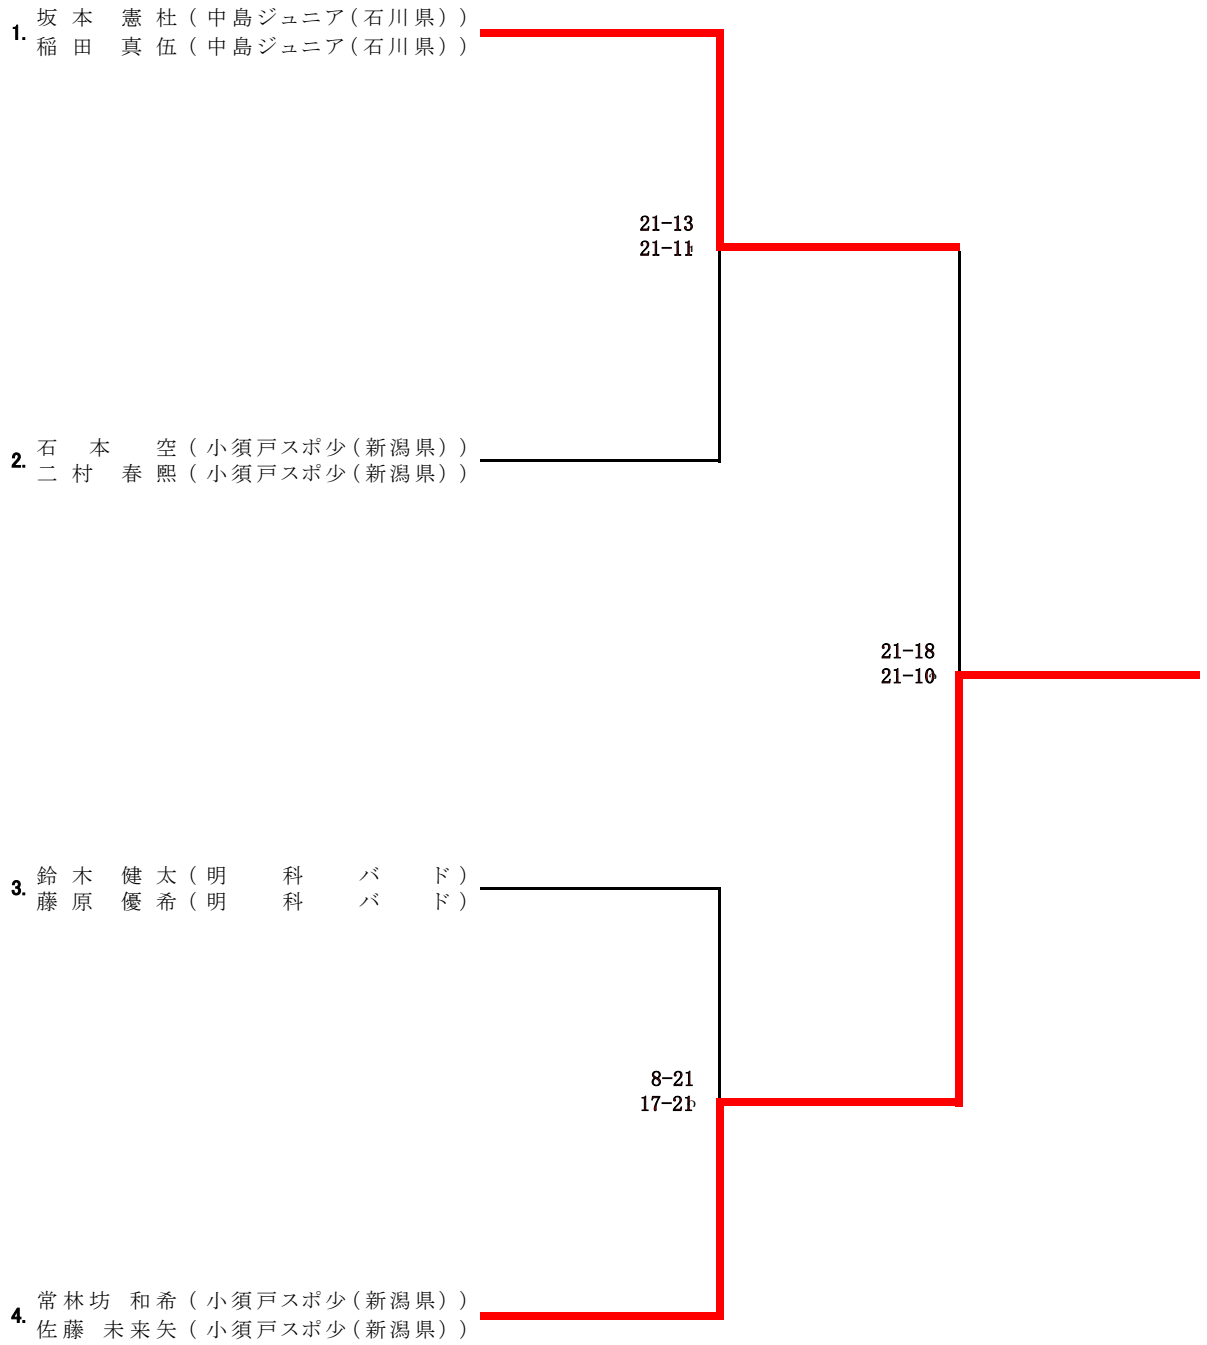 1. 坂本 憲杜(中島ジュニア(石川県))
稲田 真伍(中島ジュニア(石川県))
21-13
21-11
2. 石本 空(小須戸スポ少(新潟県))
二村 春熙(小須戸スポ少(新潟県))
21-18
21-10
3. 鈴木 健太(明科バド)
藤原 優希(明科バド)
8-21
17-21
4. 常林坊 和希(小須戸スポ少(新潟県))
佐藤 未来矢(小須戸スポ少(新潟県))